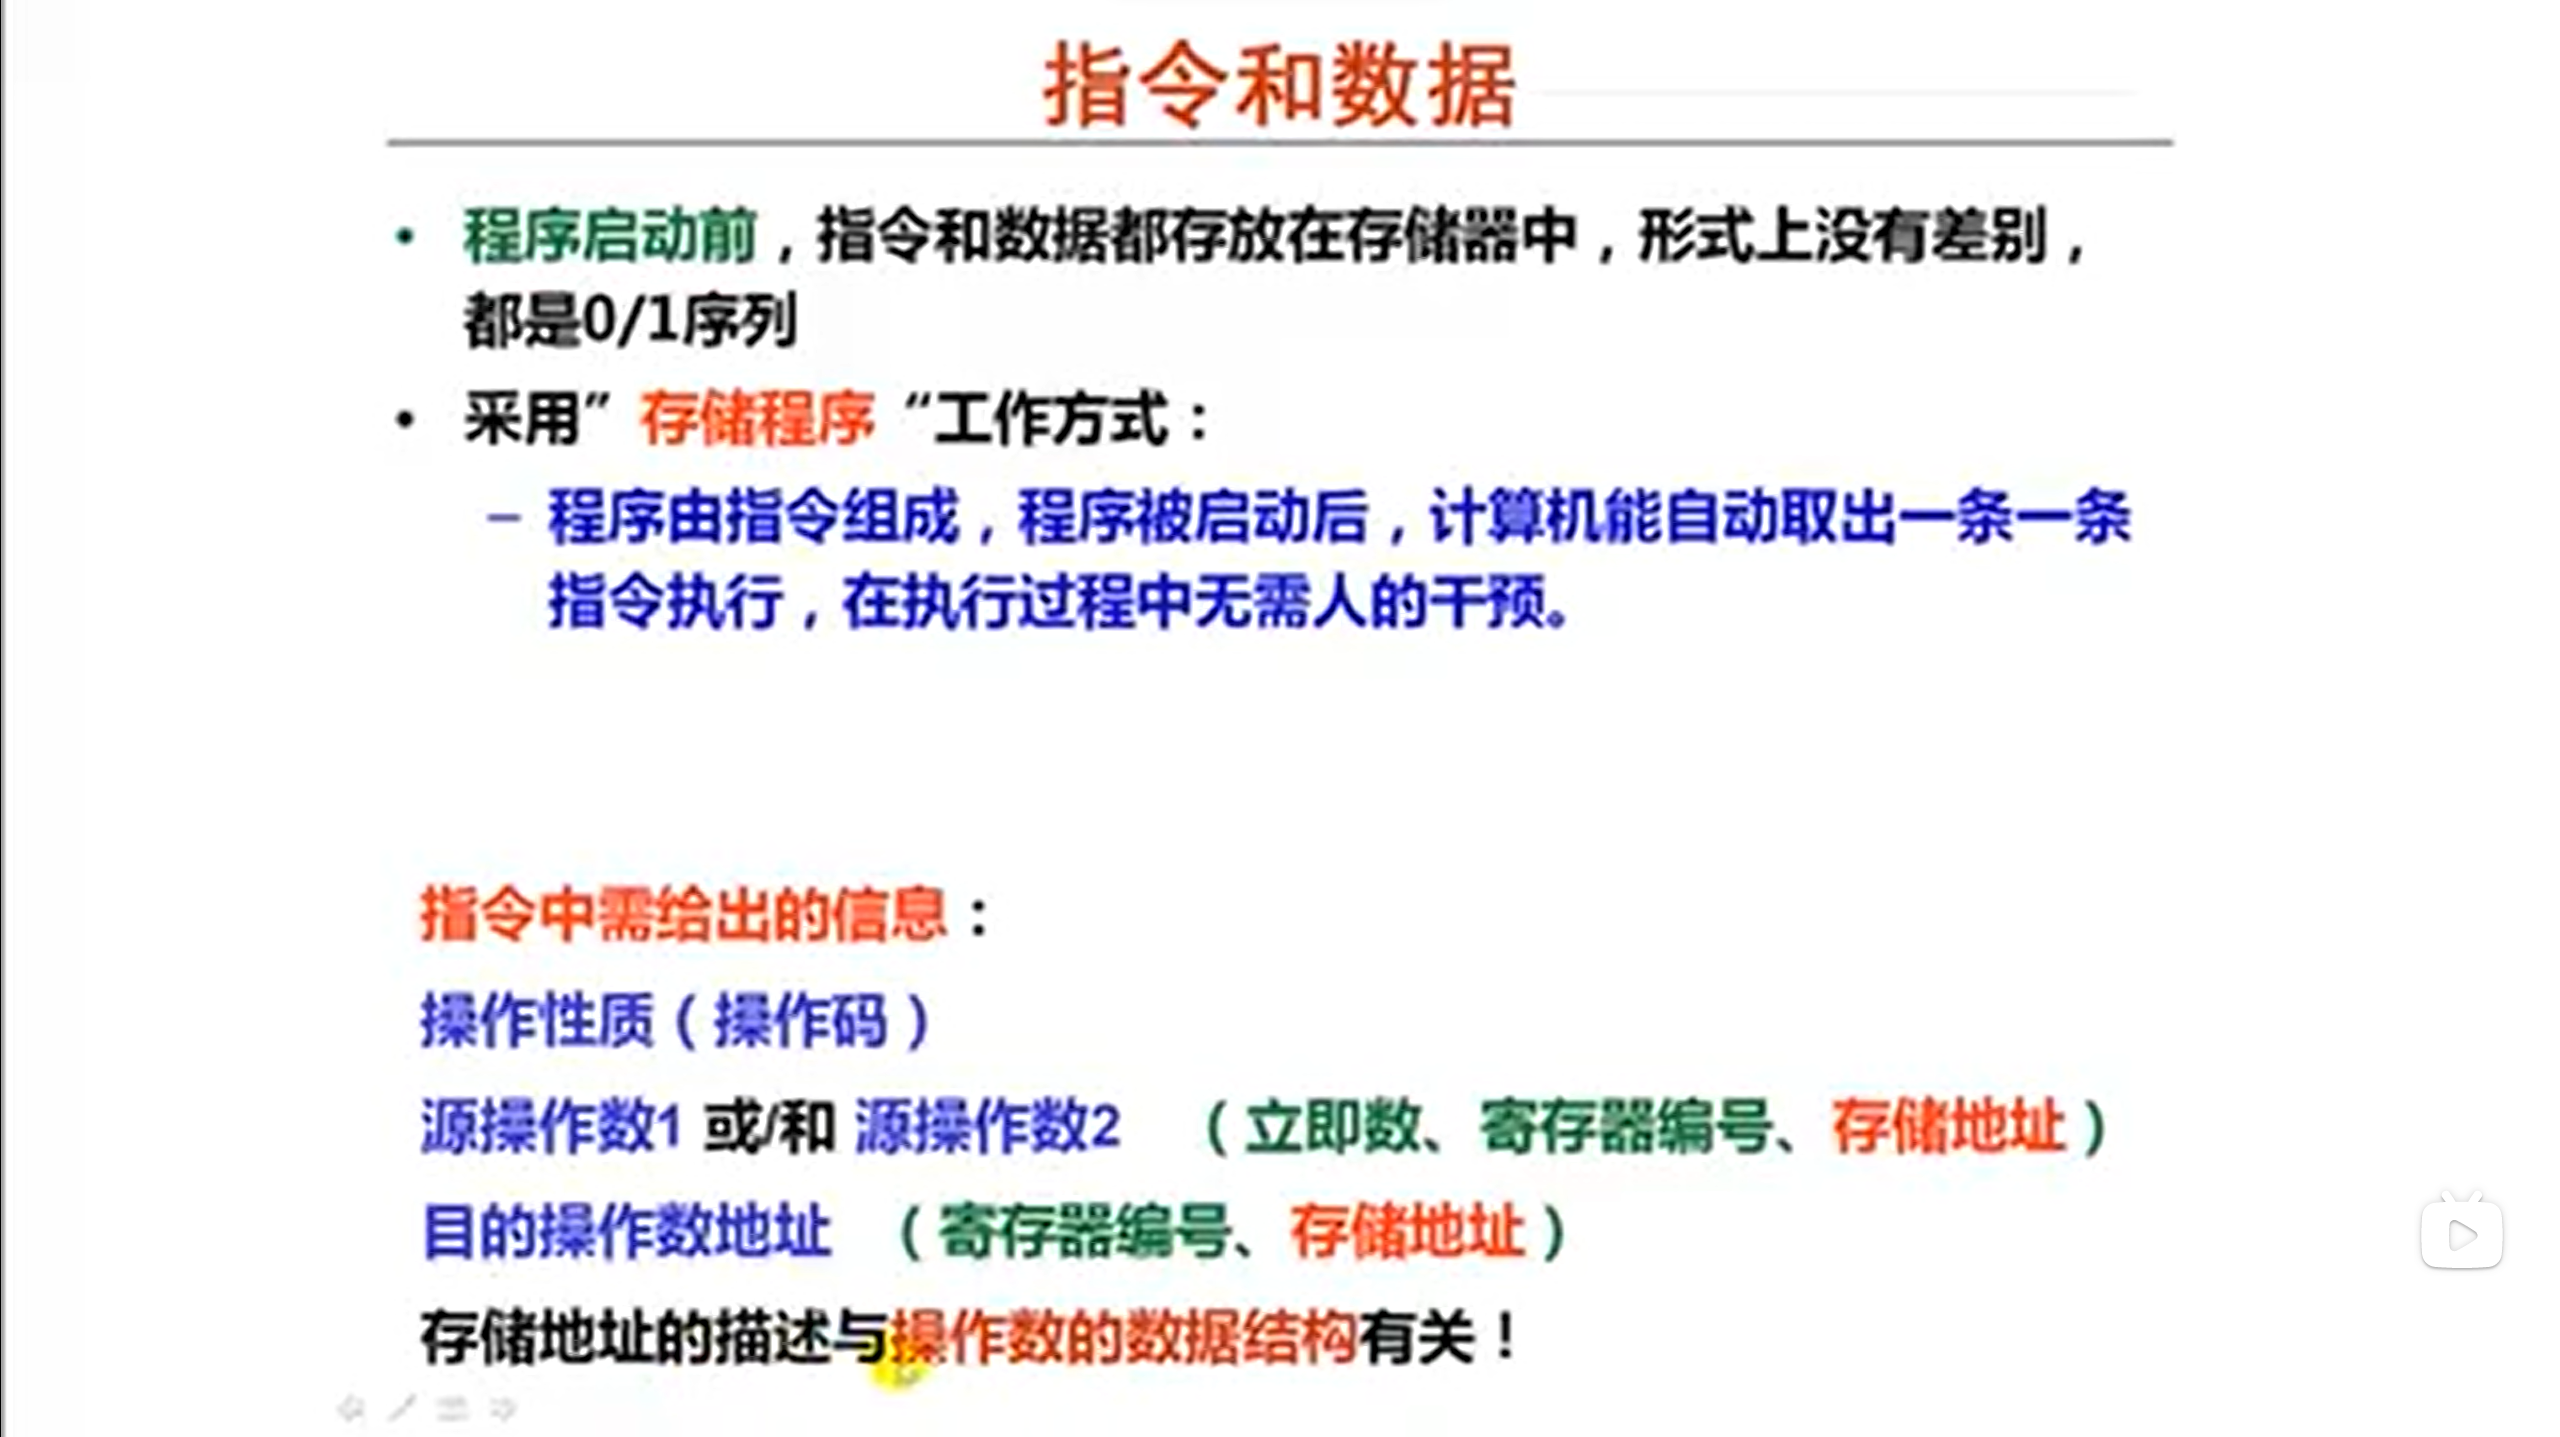 指令和数据
• 程序启动前，指令和数据都存放在存储器中，形式上没有差别，
都是0/1序列
• 采用”存储程序“工作方式：
– 程序由指令组成，程序被启动后，计算机能自动取出一条一条
指令执行，在执行过程中无需人的干预。
指令中需给出的信息：
操作性质（操作码）
源操作数1 或/和 源操作数2 （立即数、寄存器编号、存储地址）
目的操作数地址 （寄存器编号、存储地址）
存储地址的描述与操作数的数据结构有关！